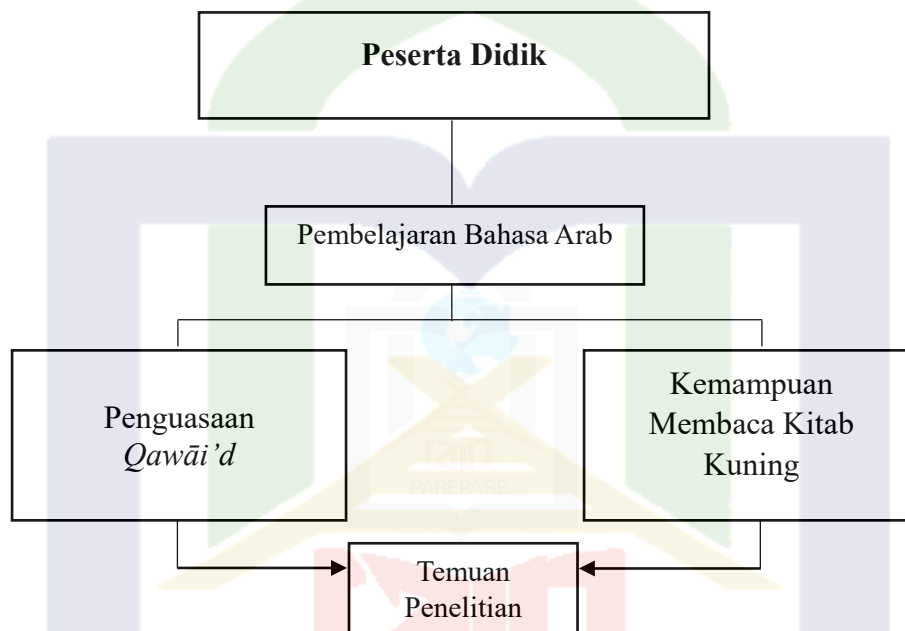 Peserta Didik
Pembelajaran Bahasa Arab
Penguasaan
Qawāi’d
Kemampuan
Membaca Kitab
Kuning
PAREPARE
Temuan
Penelitian